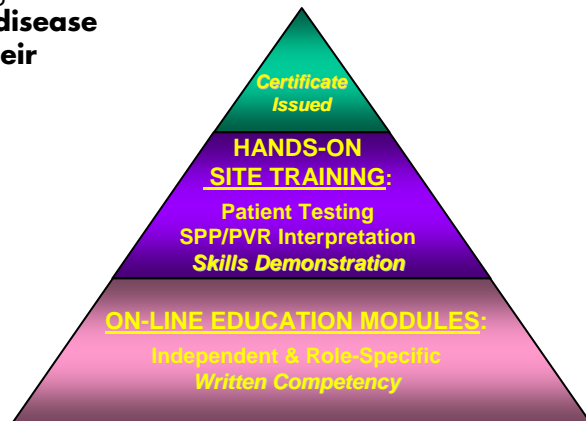 disease
eir
Certificate
Issued
HANDS-ON
SITE TRAINING:
Patient Testing
SPP/PVR Interpretation
Skills Demonstration
ON-LINE EDUCATION MODULES:
Independent & Role-Specific
Written Competency